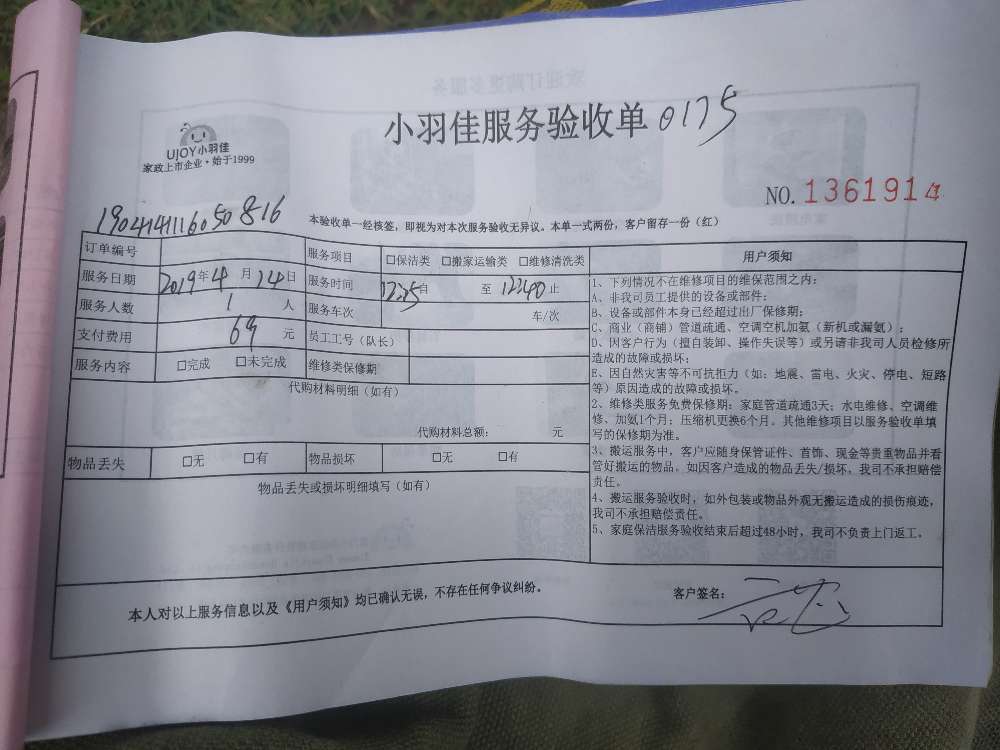 小羽佳服务验收单 0175
UJOY小羽佳
家政上市企业·始于1999
NO. 1361914
本验收单一经核签，即视为对本次服务验收无异议。本单一式两份，客户留存一份（红）
订单编号
服务项目 □保洁类 □搬家运输类 □维修清洗类
服务日期 2019年4月14日
服务时间 自 至 止
服务人数 1 人
服务车次 车/次
支付费用 69 元
员工工号（队长）
服务内容 □完成 □未完成
维修类保修期
代购材料明细（如有）
代购材料总额： 元
物品丢失 □无 □有
物品损坏 □无 □有
物品丢失或损坏明细填写（如有）
用户须知
1、下列情况不在维修项目的维保范围之内：
A、非我司员工提供的设备或部件；
B、设备或部件本身已经超过出厂保修期；
C、商业（商铺）管道疏通、空调空机加氨（新机或漏氨）；
D、因客户行为（擅自装卸、操作失误等）或另请非我司人员检修所
造成的故障或损坏；
E、因自然灾害等不可抗拒力（如：地震、雷电、火灾、停电、短路
等）原因造成的故障或损坏。
2、维修类服务免费保修期：家庭管道疏通3天；水电维修、空调维
修、加氨1个月；压缩机更换6个月。其他维修项目以服务验收单填
写的保修期为准。
3、搬运服务中，客户应随身保管证件、首饰、现金等贵重物品并看
管好搬运的物品。如因客户造成的物品丢失/损坏，我司不承担赔偿
责任。
4、搬运服务验收时，如外包装或物品外观无搬运造成的损伤痕迹，
我司不承担赔偿责任。
5、家庭保洁服务验收结束后超过48小时，我司不负责上门返工。
本人对以上服务信息以及《用户须知》均已确认无误，不存在任何争议纠纷。
客户签名：